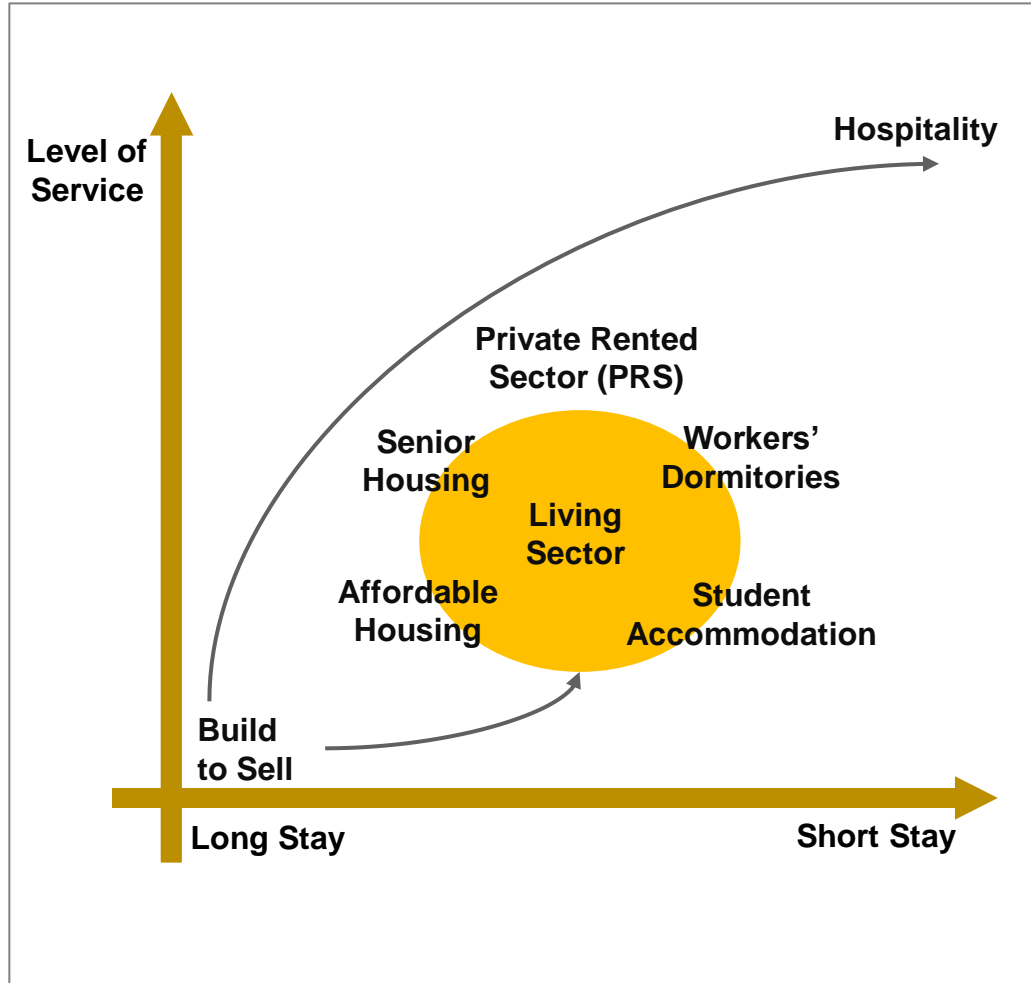 Hospitality
Level of
Service
Private Rented
Sector (PRS)
Senior
Housing
Workers’
Dormitories
Living
Sector
Affordable
Housing
Student
Accommodation
Build
to Sell
Long Stay
Short Stay